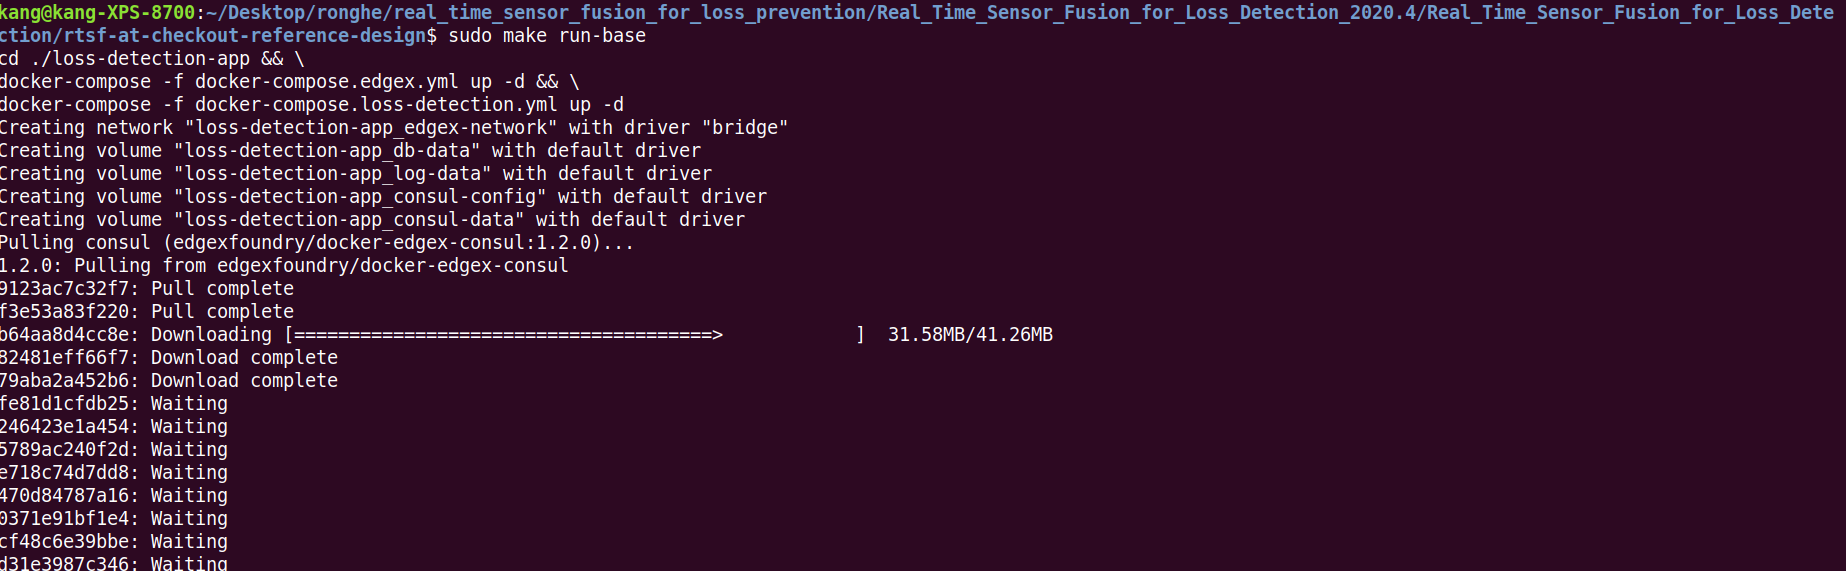 kang@kang-XPS-8700:~/Desktop/ronghe/real_time_sensor_fusion_for_loss_prevention/Real_Time_Sensor_Fusion_for_Loss_Detection_2020.4/Real_Time_Sensor_Fusion_for_Loss_Dete
ction/rtsf-at-checkout-reference-design$ sudo make run-base
cd ./loss-detection-app && \
docker-compose -f docker-compose.edgex.yml up -d && \
docker-compose -f docker-compose.loss-detection.yml up -d
Creating network "loss-detection-app_edgex-network" with driver "bridge"
Creating volume "loss-detection-app_db-data" with default driver
Creating volume "loss-detection-app_log-data" with default driver
Creating volume "loss-detection-app_consul-config" with default driver
Creating volume "loss-detection-app_consul-data" with default driver
Pulling consul (edgexfoundry/docker-edgex-consul:1.2.0)...
1.2.0: Pulling from edgexfoundry/docker-edgex-consul
9123ac7c32f7: Pull complete
f3e53a83f220: Pull complete
b64aa8d4cc8e: Downloading [======================================>            ]  31.58MB/41.26MB
82481eff66f7: Download complete
79aba2a452b6: Download complete
fe81d1cfdb25: Waiting
246423e1a454: Waiting
5789ac240f2d: Waiting
e718c74d7dd8: Waiting
470d84787a16: Waiting
0371e91bf1e4: Waiting
cf48c6e39bbe: Waiting
d31e3987c346: Waiting